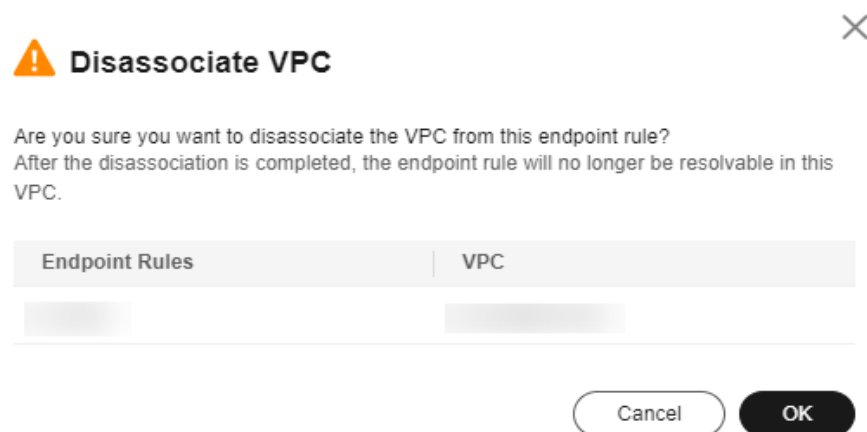 Disassociate VPC
Are you sure you want to disassociate the VPC from this endpoint rule?
After the disassociation is completed, the endpoint rule will no longer be resolvable in this
VPC.
Endpoint Rules VPC
Cancel OK